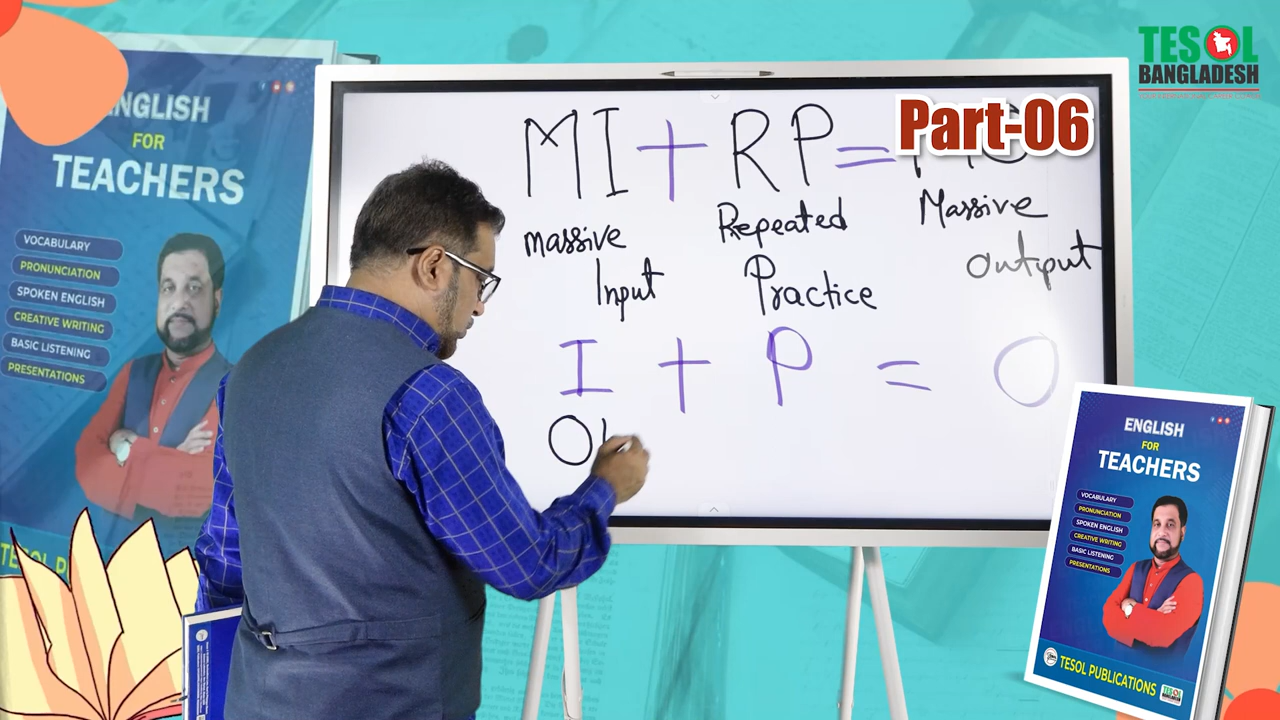 TESOL
BANGLADESH
Part-06
MI + RP =
massive
Input
Repeated
Practice
Massive
Output
I + P = O
ENGLISH
FOR
TEACHERS
VOCABULARY
PRONUNCIATION
SPOKEN ENGLISH
CREATIVE WRITING
BASIC LISTENING
PRESENTATIONS
ENGLISH
FOR
TEACHERS
VOCABULARY
PRONUNCIATION
SPOKEN ENGLISH
CREATIVE WRITING
BASIC LISTENING
PRESENTATIONS
TESOL PUBLICATIONS
TESOL